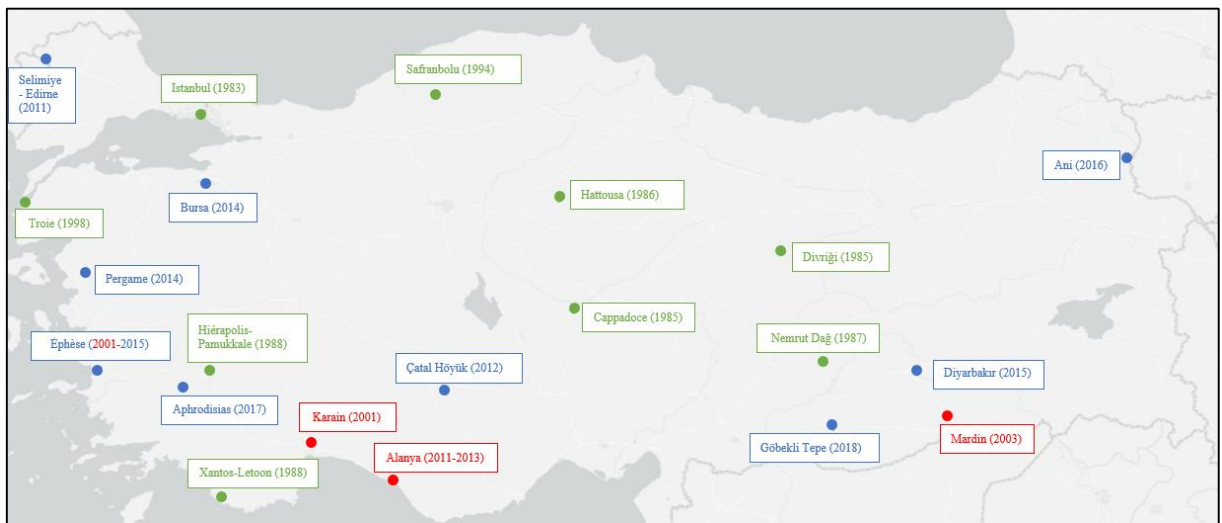 Selimiye
- Edirne
(2011)
Istanbul (1983)
Safranbolu (1994)
Ani (2016)
Bursa (2014)
Hattousa (1986)
Troie (1998)
Divriği (1985)
Pergame (2014)
Cappadoce (1985)
Hiérapolis-
Pamukkale (1988)
Nemrut Dağ (1987)
Éphèse (2001-2015)
Çatal Höyük (2012)
Diyarbakır (2015)
Aphrodisias (2017)
Karain (2001)
Göbekli Tepe (2018)
Mardin (2003)
Alanya (2011-2013)
Xantos-Letoon (1988)